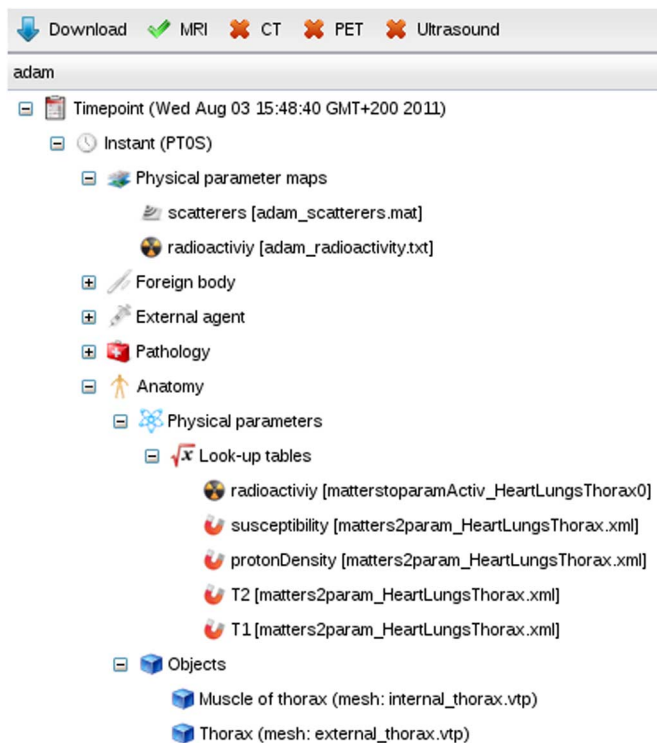 Download MRI CT PET Ultrasound
adam
Timepoint (Wed Aug 03 15:48:40 GMT+200 2011)
Instant (PT0S)
Physical parameter maps
scatterers [adam_scatterers.mat]
radioactiviy [adam_radioactivity.txt]
Foreign body
External agent
Pathology
Anatomy
Physical parameters
Look-up tables
radioactiviy [matterstoparamActiv_HeartLungsThorax0]
susceptibility [matters2param_HeartLungsThorax.xml]
protonDensity [matters2param_HeartLungsThorax.xml]
T2 [matters2param_HeartLungsThorax.xml]
T1 [matters2param_HeartLungsThorax.xml]
Objects
Muscle of thorax (mesh: internal_thorax.vtp)
Thorax (mesh: external_thorax.vtp)